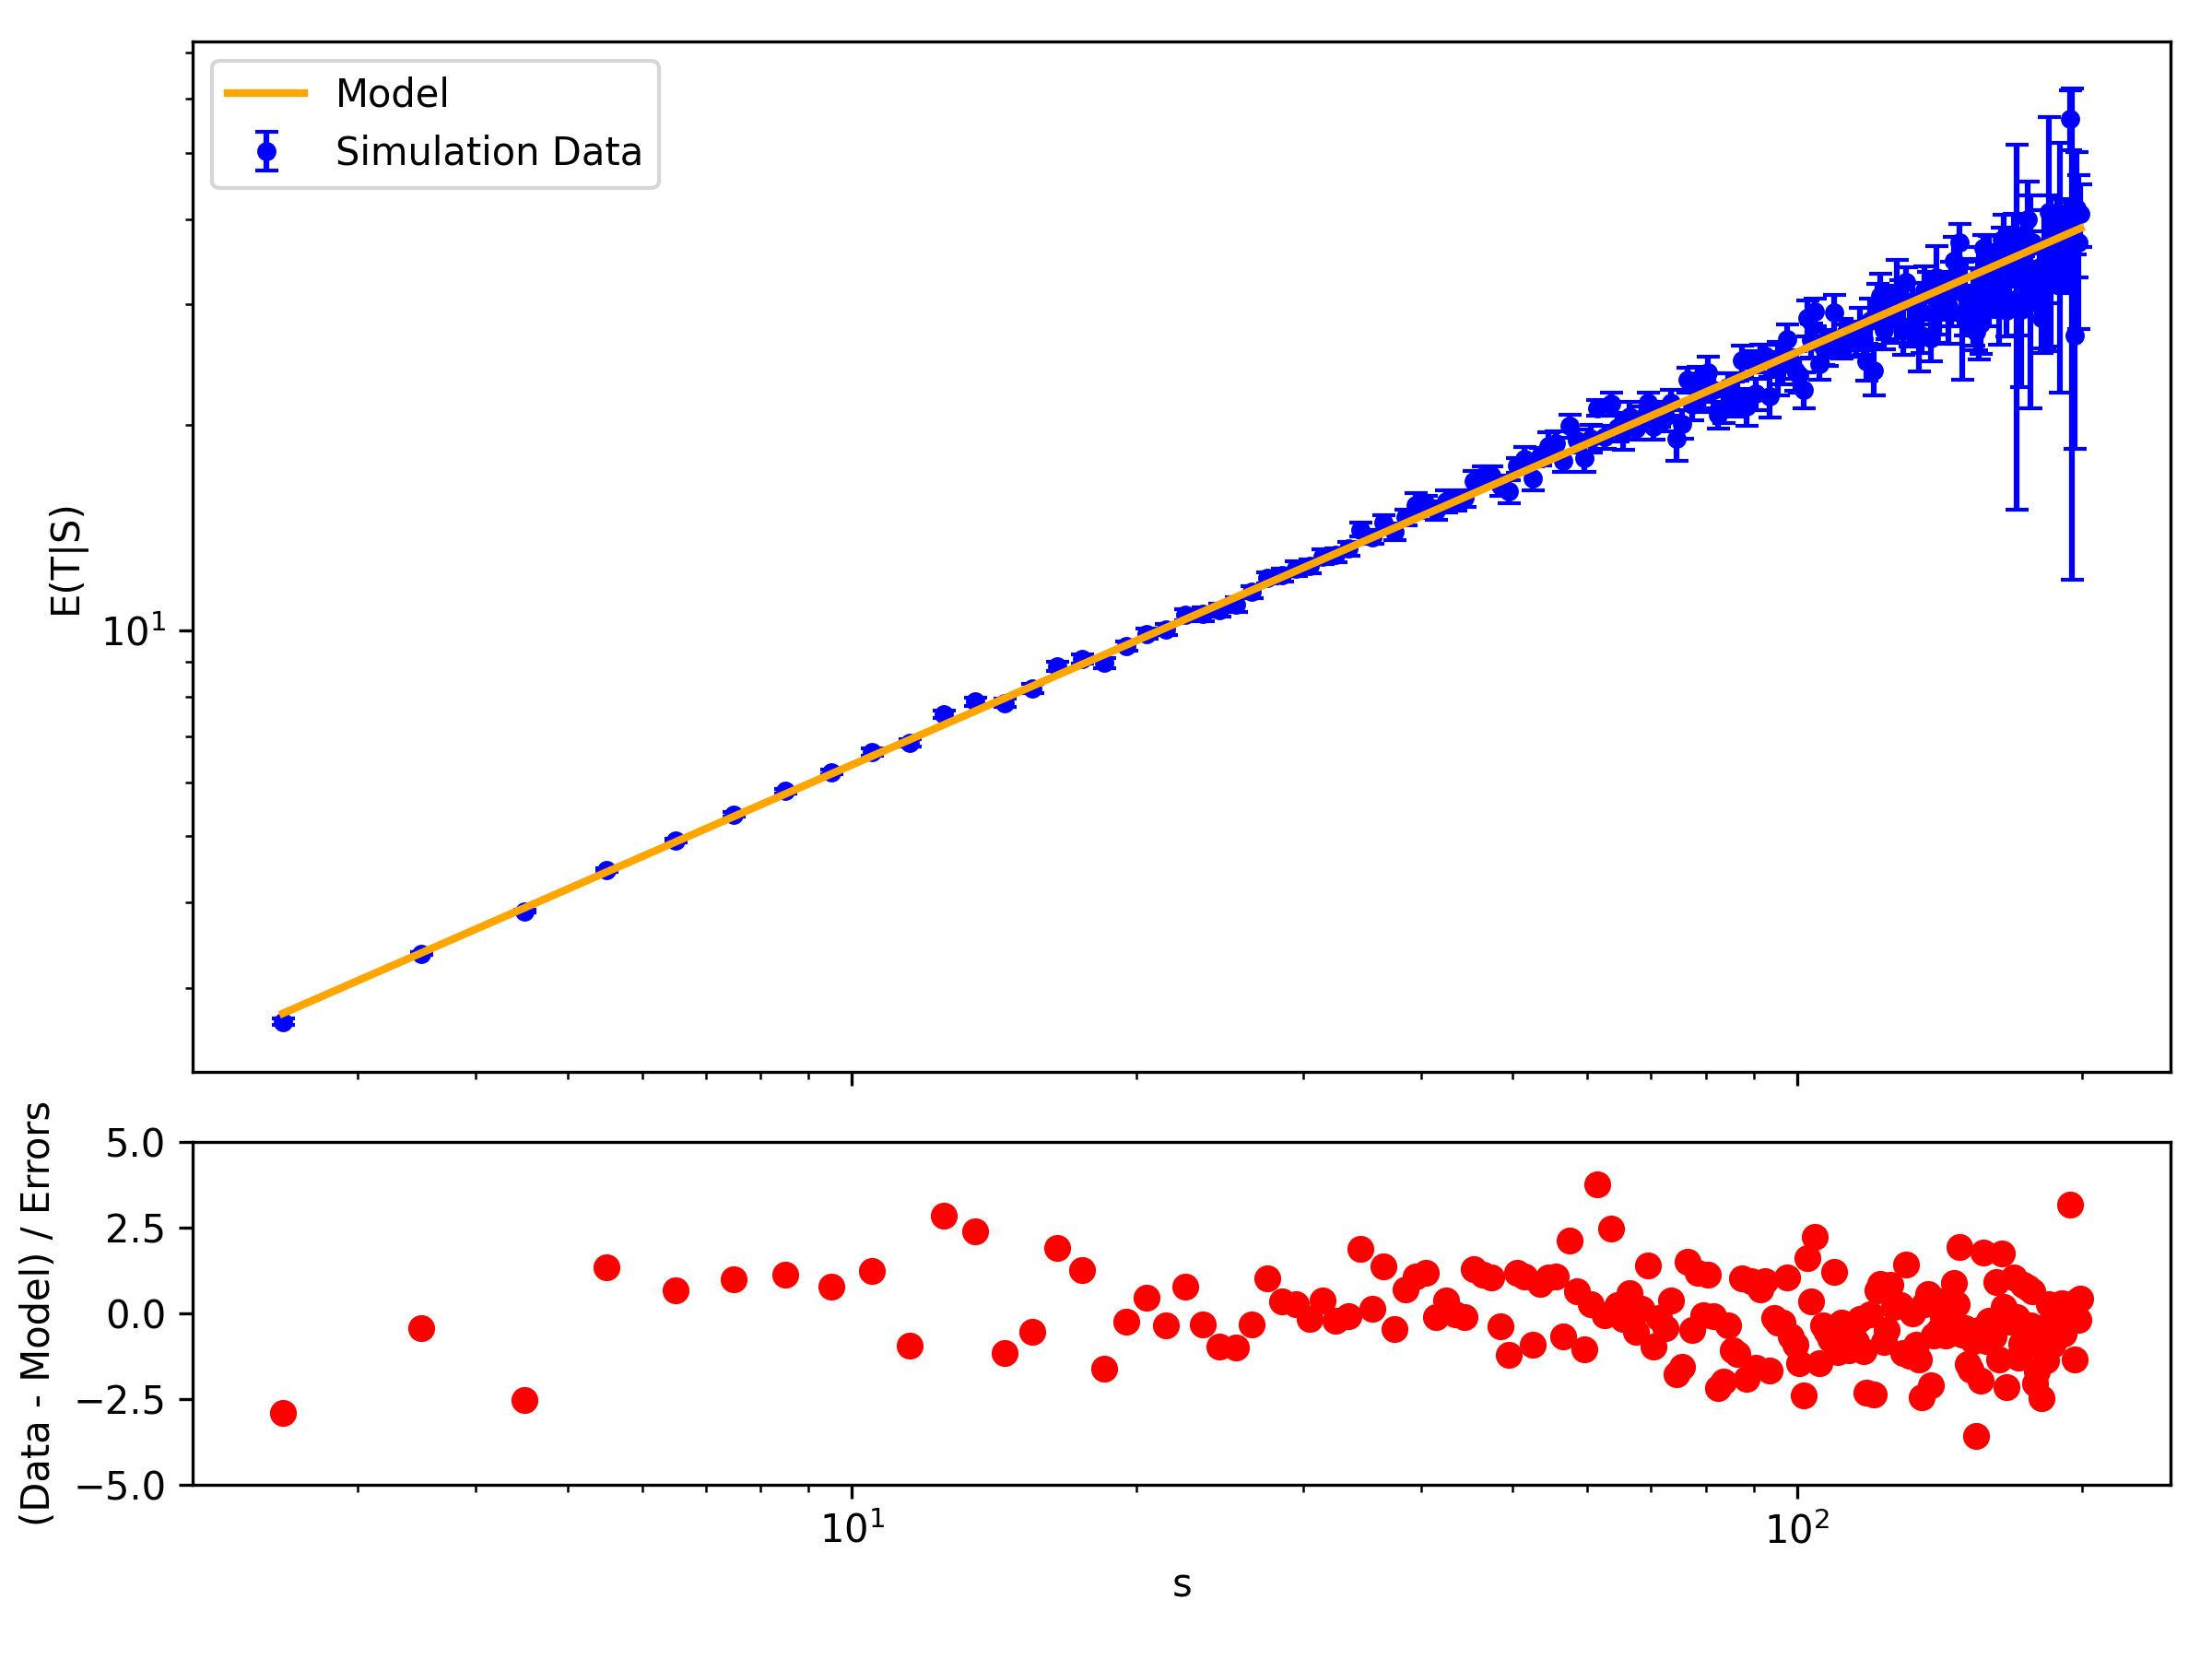 Model
Simulation Data
E(T|S)
10¹
5.0
2.5
0.0
−2.5
−5.0
(Data - Model) / Errors
10¹
10²
s